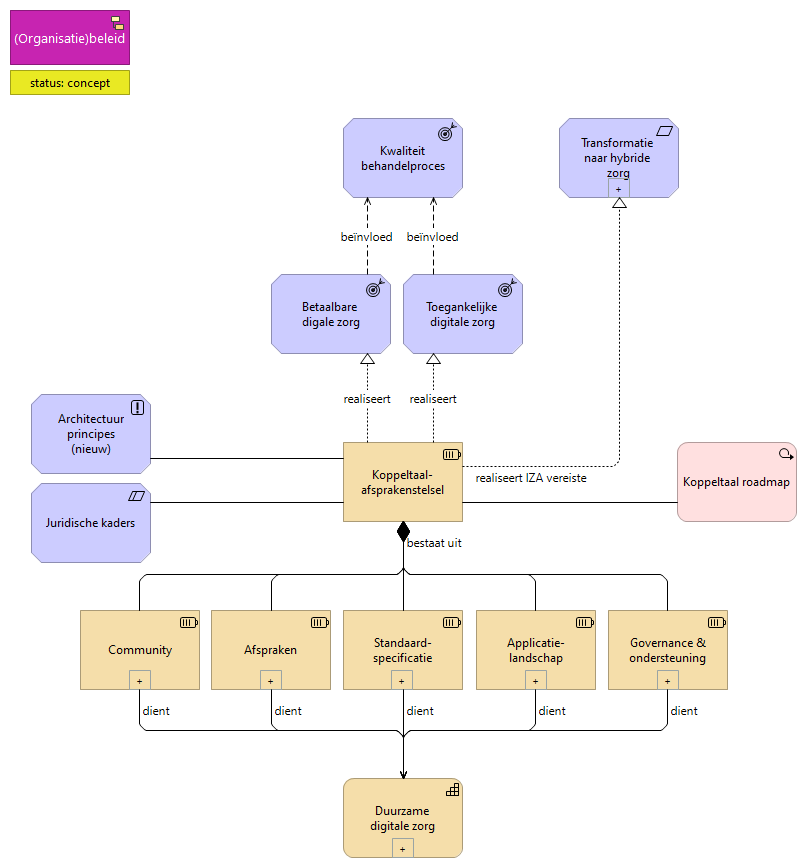 (Organisatie)beleid
status: concept
Kwaliteit
behandelproces
Transformatie
naar hybride
zorg
+
beïnvloed
beïnvloed
Betaalbare
digale zorg
Toegankelijke
digitale zorg
realiseert
realiseert
Architectuur
principes
(nieuw)
Koppeltaal-
afsprakenstelsel
realiseert IZA vereiste
Koppeltaal roadmap
Juridische kaders
bestaat uit
Community
+
Afspraken
+
Standaard-
specificatie
+
Applicatie-
landschap
+
Governance &
ondersteuning
+
dient
dient
dient
dient
dient
Duurzame
digitale zorg
+